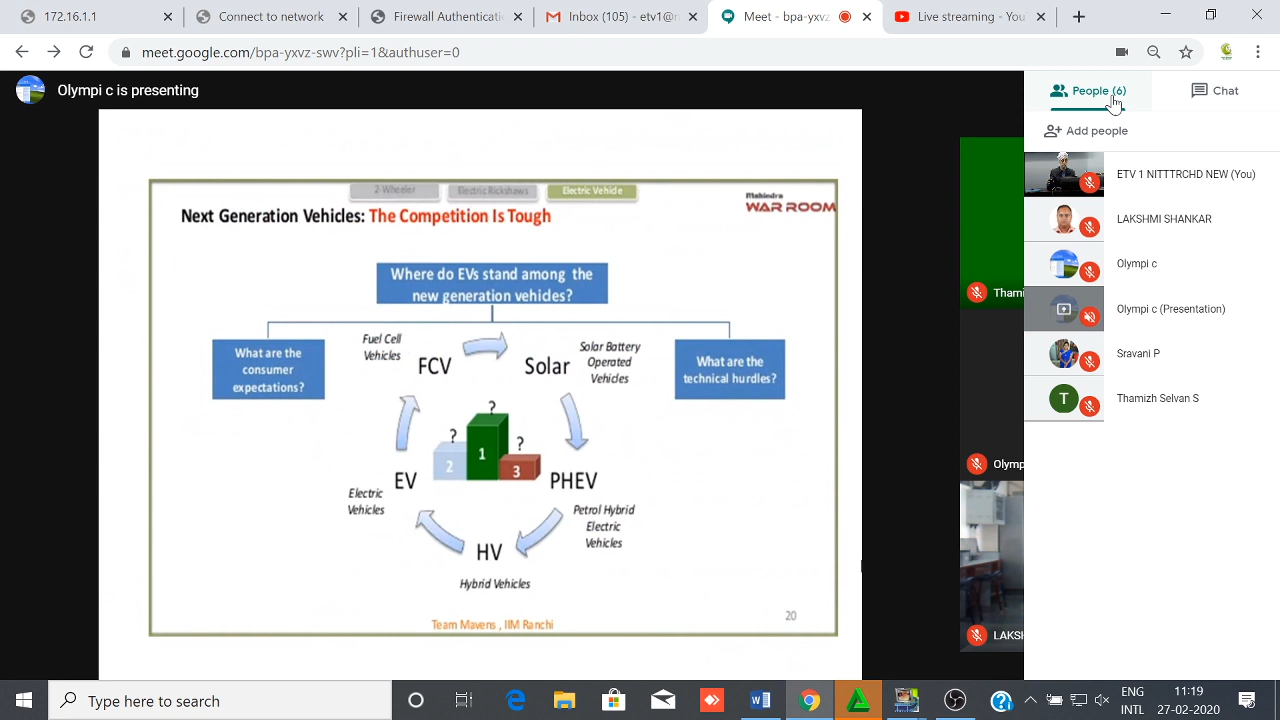 172.16.1.1
Connect to network
Firewall Authenticati
Inbox (105) - etv1@n
Meet - bpa-yxvz
Live streaming - You
meet.google.com/bpa-yxvz-swv?pli=1&authuser=0
Olympi c is presenting
2-Wheeler
Electric Rickshaws
Electric Vehicle
Mahindra
WAR ROOM
Next Generation Vehicles: The Competition Is Tough
Where do EVs stand among the
new generation vehicles?
What are the
consumer
expectations?
Fuel Cell
Vehicles
FCV
Solar
Solar Battery
Operated
Vehicles
What are the
technical hurdles?
?
?
?
2
1
3
EV
Electric
Vehicles
PHEV
Petrol Hybrid
Electric
Vehicles
HV
Hybrid Vehicles
Team Mavens , IIM Ranchi
20
Thami
Olymp
LAKSH
People (6)
Chat
Add people
ETV 1 NITTTRCHD NEW (You)
LAKSHMI SHANKAR
Olympi c
Olympi c (Presentation)
Sravani P
T
Thamizh Selvan S
Type here to search
ENG
INTL
11:19
27-02-2020